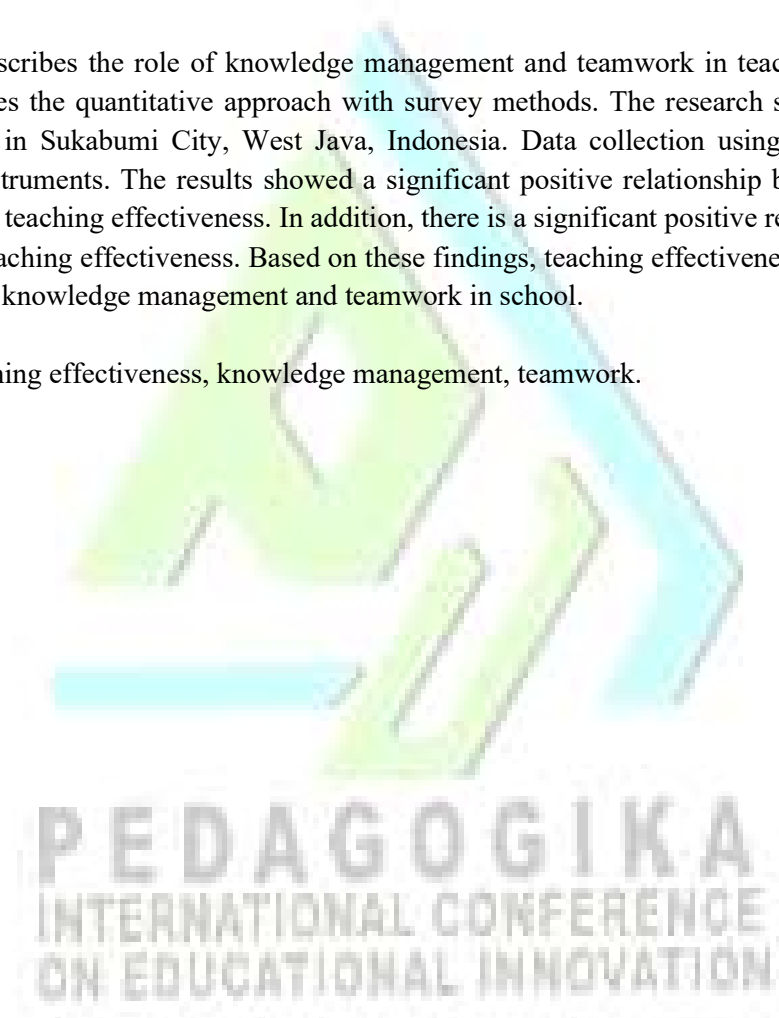 scribes the role of knowledge management and teamwork in teac
es the quantitative approach with survey methods. The research s
in Sukabumi City, West Java, Indonesia. Data collection using
truments. The results showed a significant positive relationship b
teaching effectiveness. In addition, there is a significant positive re
aching effectiveness. Based on these findings, teaching effectivene
knowledge management and teamwork in school.
ning effectiveness, knowledge management, teamwork.
PEDAGOGIKA
INTERNATIONAL CONFERENCE
ON EDUCATIONAL INNOVATION